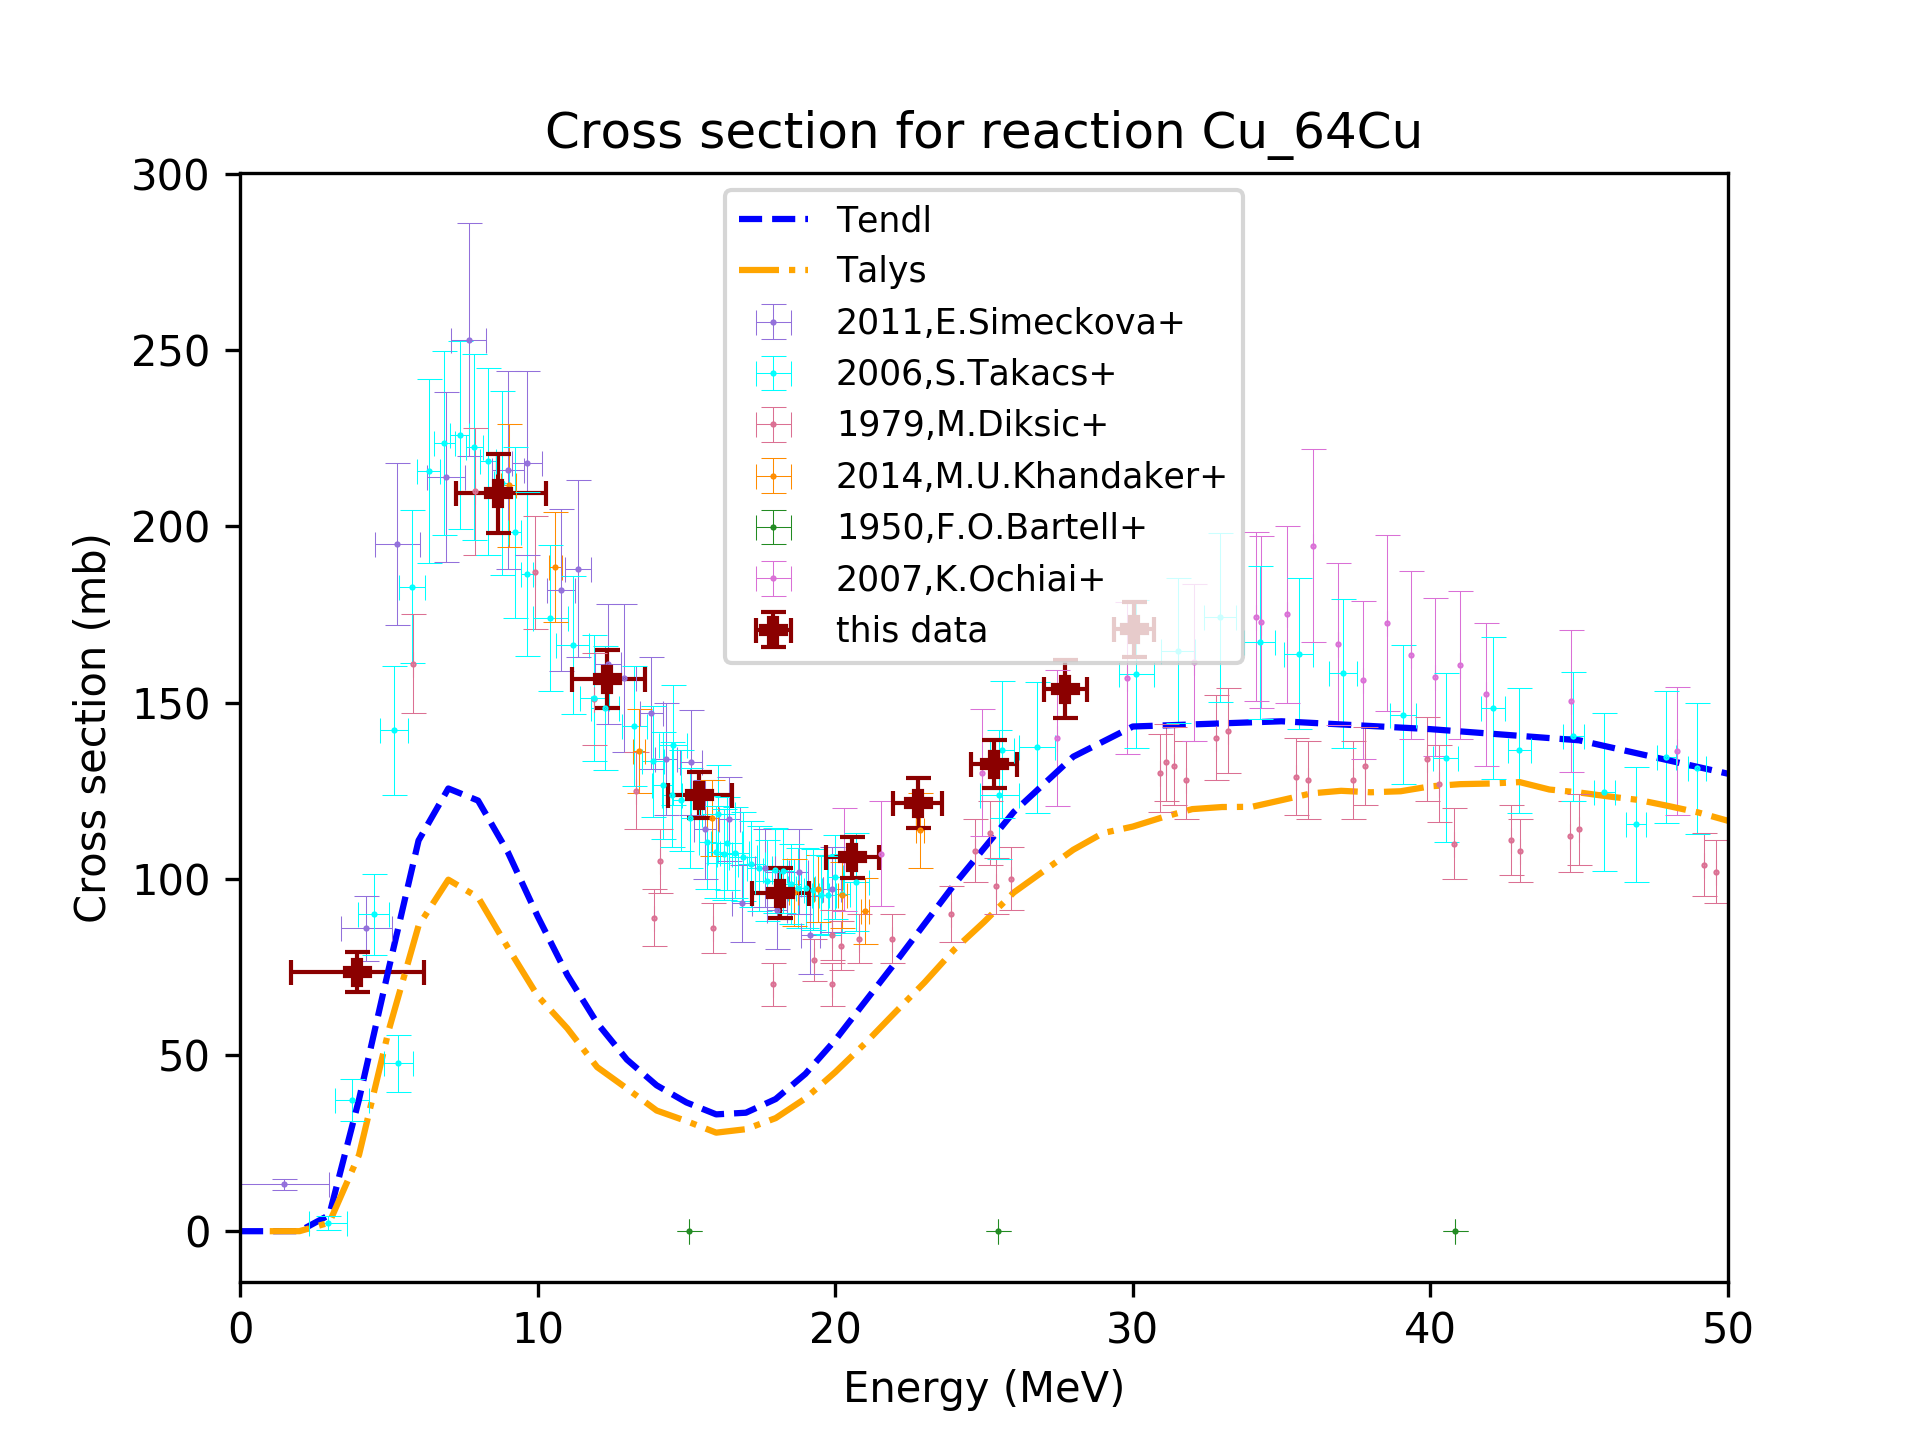 Cross section for reaction Cu_64Cu
300
250
200
150
100
50
0
Cross section (mb)
Tendl
Talys
2011,E.Simeckova+
2006,S.Takacs+
1979,M.Diksic+
2014,M.U.Khandaker+
1950,F.O.Bartell+
2007,K.Ochiai+
this data
0 10 20 30 40 50
Energy (MeV)